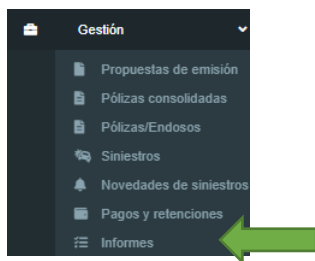 Gestión
Propuestas de emisión
Pólizas consolidadas
Pólizas/Endosos
Siniestros
Novedades de siniestros
Pagos y retenciones
Informes